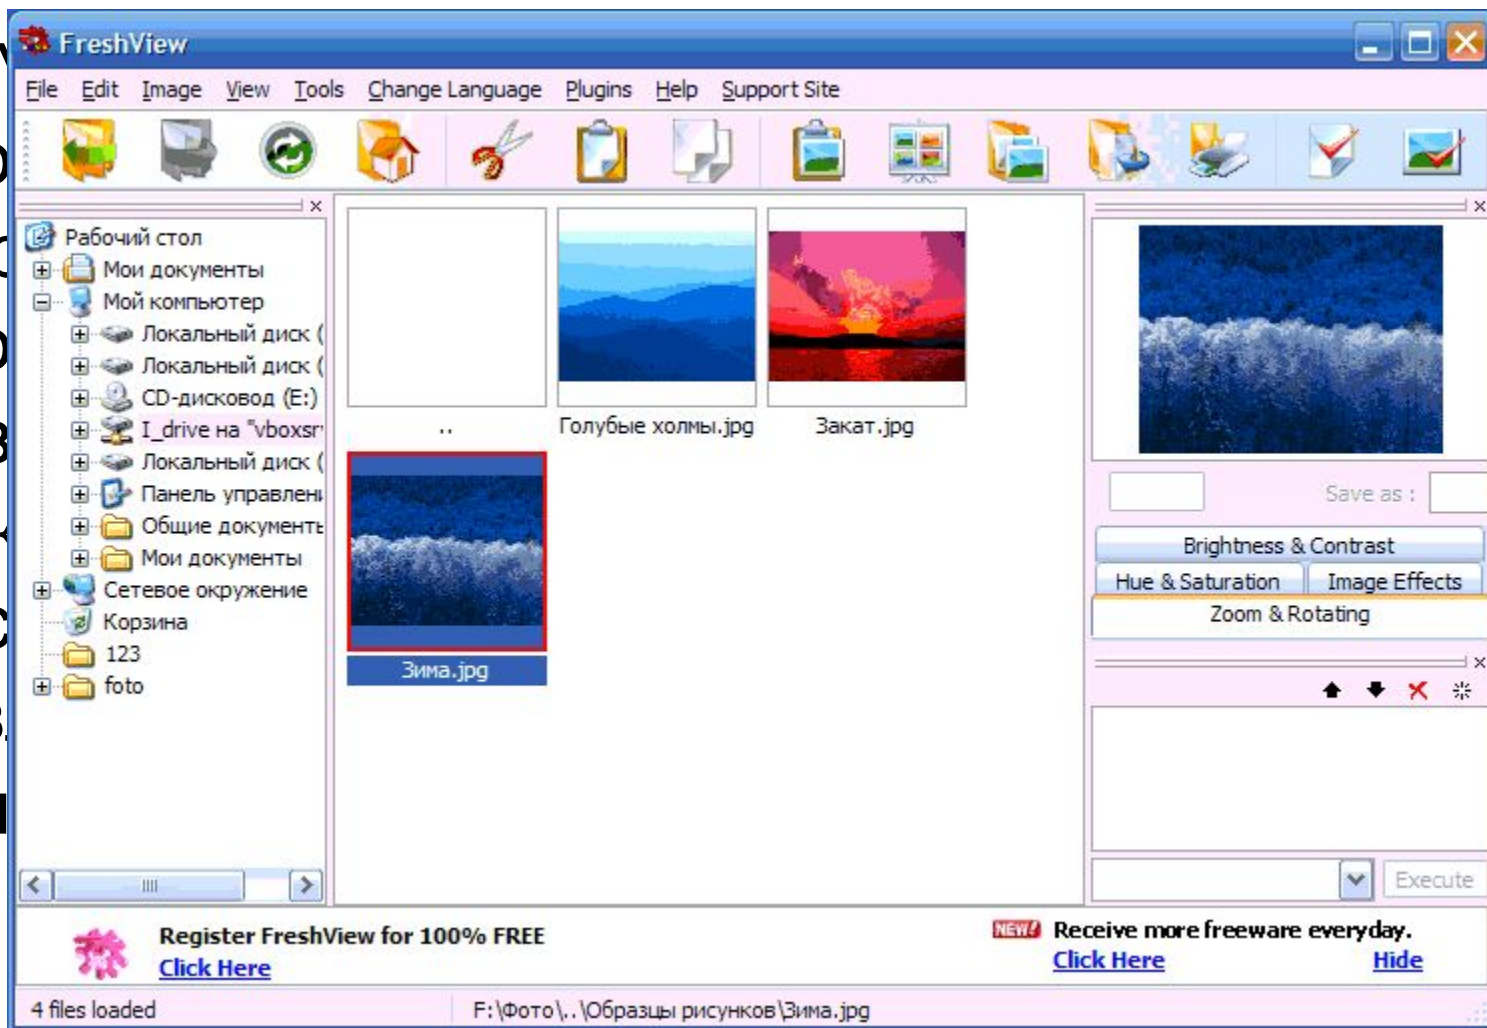 FreshView
File Edit Image View Tools Change Language Plugins Help Support Site
Рабочий стол
Мои документы
Мой компьютер
Локальный диск (
Локальный диск (
CD-дисковод (E:)
I_drive на "vboxsr
Локальный диск (
Панель управлен
Общие документ
Мои документы
Сетевое окружение
Корзина
123
foto
..
Голубые холмы.jpg
Закат.jpg
Зима.jpg
Save as :
Brightness & Contrast
Hue & Saturation Image Effects
Zoom & Rotating
Execute
Register FreshView for 100% FREE
Click Here
NEW! Receive more freeware everyday.
Click Here Hide
4 files loaded F:\Фото\..\Образцы рисунков\Зима.jpg